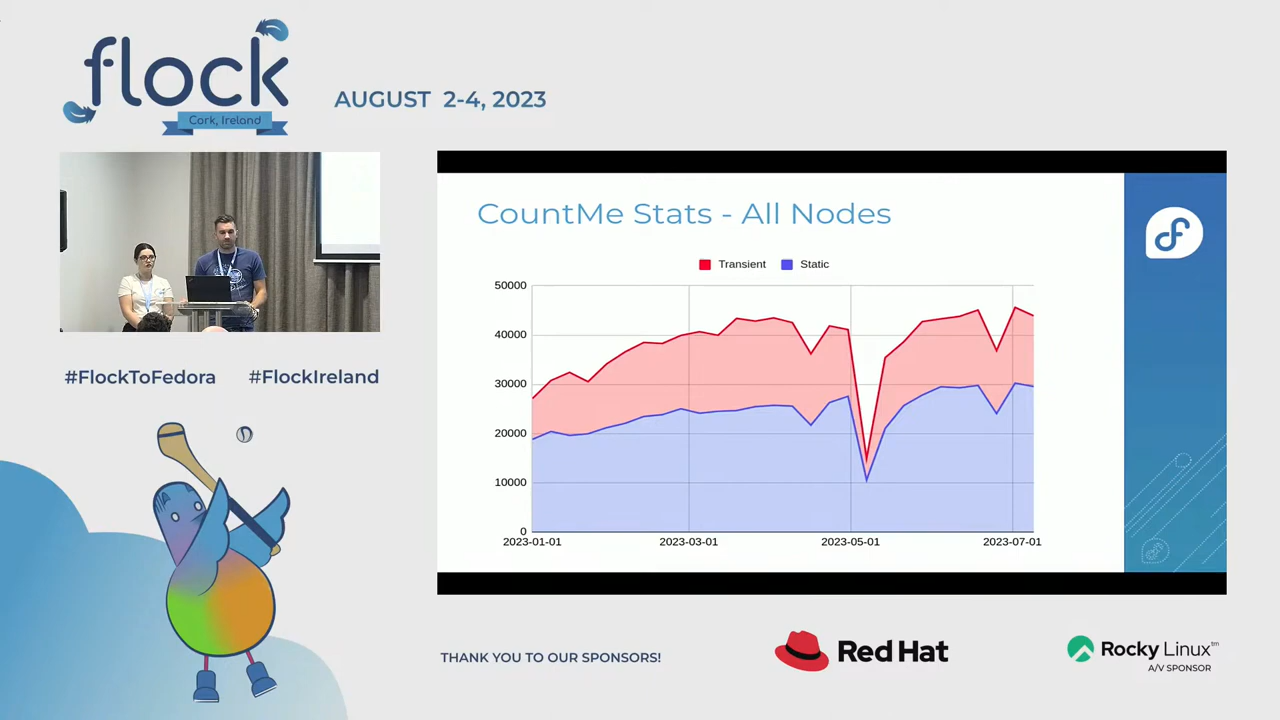 flock
Cork, Ireland
AUGUST 2-4, 2023
CountMe Stats - All Nodes
Transient Static
50000
40000
30000
20000
10000
0
2023-01-01 2023-03-01 2023-05-01 2023-07-01
#FlockToFedora #FlockIreland
THANK YOU TO OUR SPONSORS!
Red Hat
Rocky Linux™
A/V SPONSOR